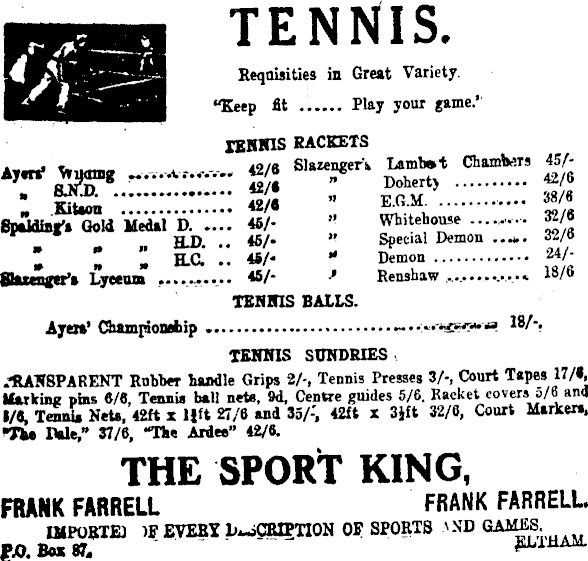 TENNIS.
Requisities in Great Variety.
"Keep fit ...... Play your game."
TENNIS RACKETS
Ayers' Wilding .................. 42/6
" S.N.D. ............... 42/6
" Kitson .............. 42/6
Spalding's Gold Medal D. .... 45/-
" " " H.D. .. 45/-
" " " H.C. .. 45/-
Slazenger's Lyceum .......... 45/-
Slazenger's Lambert Chambers 45/-
" Doherty .......... 42/6
" E.G.M. ............ 38/6
" Whitehouse ........ 32/6
" Special Demon ..... 32/6
" Demon ............. 24/-
" Renshaw ........... 18/6
TENNIS BALLS.
Ayers' Championship ........................................ 18/-.
TENNIS SUNDRIES.
TRANSPARENT Rubber handle Grips 2/-, Tennis Presses 3/-, Court Tapes 17/6,
Marking pins 6/6, Tennis ball nets, 9d, Centre guides 5/6, Racket covers 5/6 and
/6, Tennis Nets, 42ft x ft 27/6 and 35/-, 42ft x 3½ft 32/6, Court Markers,
"The Dale," 37/6, "The Ardee" 42/6.
THE SPORT KING,
FRANK FARRELL FRANK FARRELL.
IMPORTED OF EVERY DESCRIPTION OF SPORTS AND GAMES.
P.O. Box 87, ELTHAM.